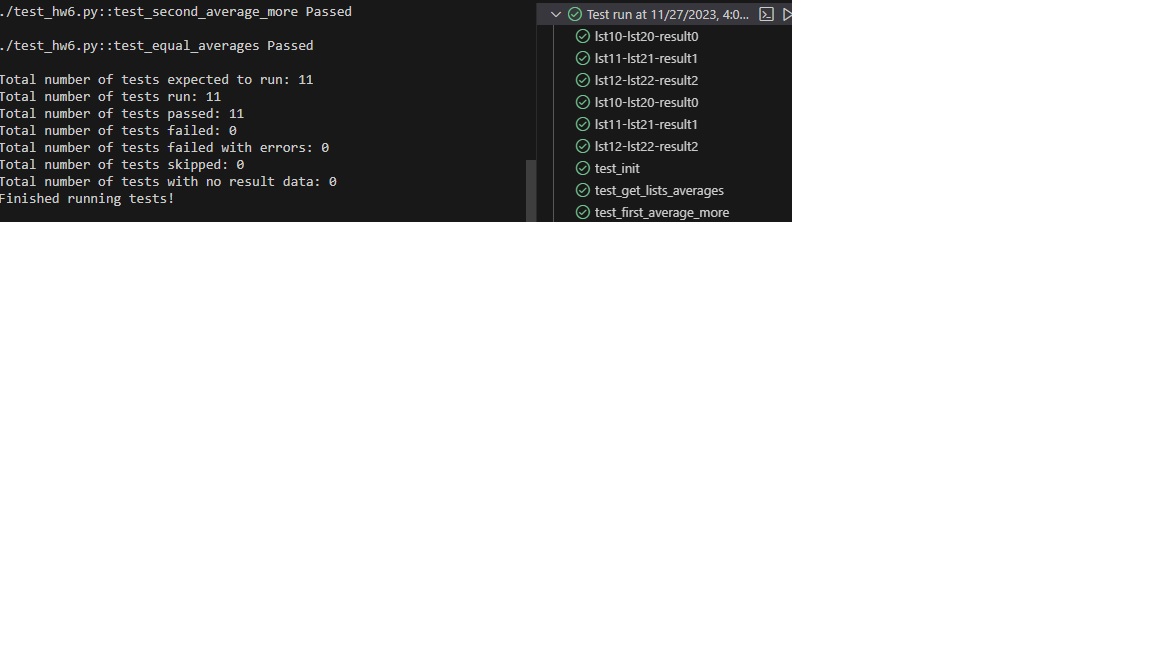 ./test_hw6.py::test_second_average_more Passed
./test_hw6.py::test_equal_averages Passed
Total number of tests expected to run: 11
Total number of tests run: 11
Total number of tests passed: 11
Total number of tests failed: 0
Total number of tests failed with errors: 0
Total number of tests skipped: 0
Total number of tests with no result data: 0
Finished running tests!
Test run at 11/27/2023, 4:0...
lst10-lst20-result0
lst11-lst21-result1
lst12-lst22-result2
lst10-lst20-result0
lst11-lst21-result1
lst12-lst22-result2
test_init
test_get_lists_averages
test_first_average_more